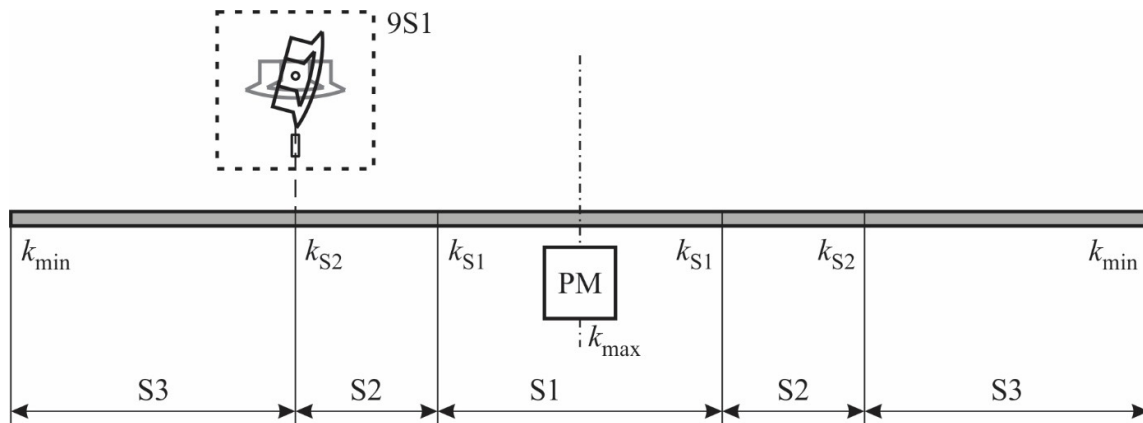 9S1
k_min k_S2 k_S1 k_S1 k_S2 k_min
PM
k_max
S3 S2 S1 S2 S3